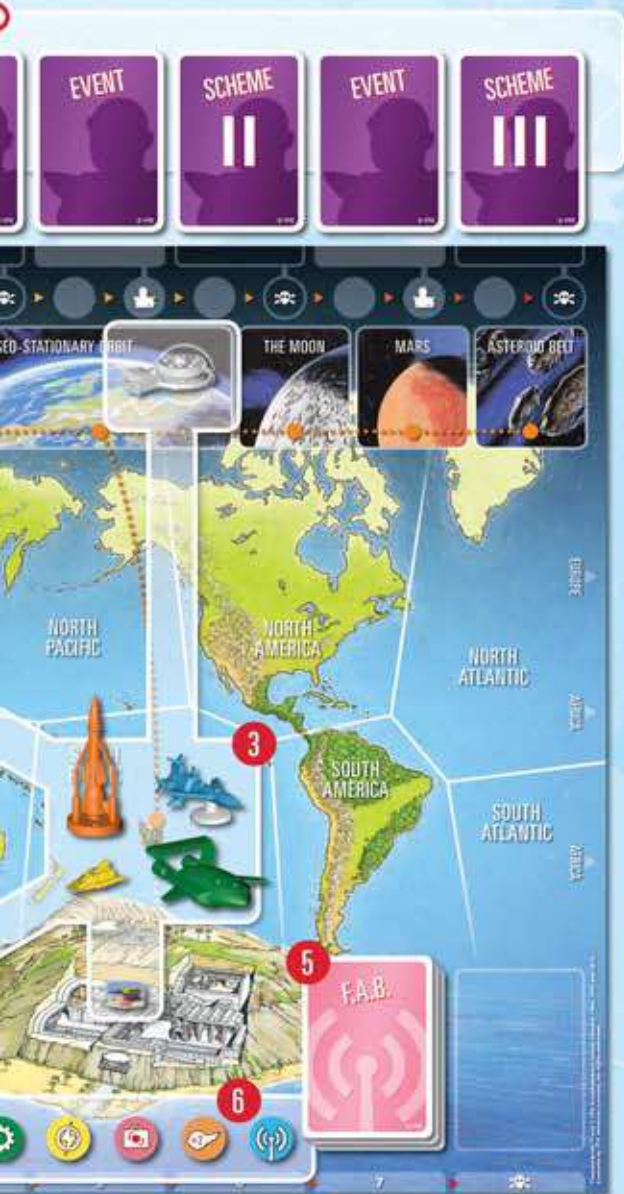 EVENT
SCHEME
II
EVENT
SCHEME
III
GEO-STATIONARY ORBIT
THE MOON
MARS
ASTEROID BELT
EUROPE
NORTH
PACIFIC
NORTH
AMERICA
NORTH
ATLANTIC
AFRICA
3
SOUTH
AMERICA
SOUTH
ATLANTIC
AFRICA
5
F.A.B.
6
+2
7